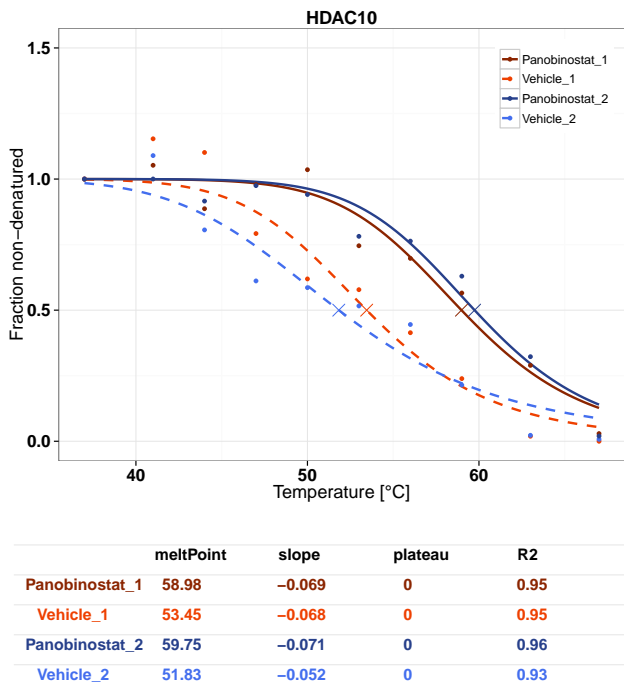 HDAC10
1.5
1.0
0.5
0.0
Fraction non−denatured
Panobinostat_1
Vehicle_1
Panobinostat_2
Vehicle_2
40 50 60
Temperature [°C]
meltPoint slope plateau R2
Panobinostat_1 58.98 −0.069 0 0.95
Vehicle_1 53.45 −0.068 0 0.95
Panobinostat_2 59.75 −0.071 0 0.96
Vehicle_2 51.83 −0.052 0 0.93